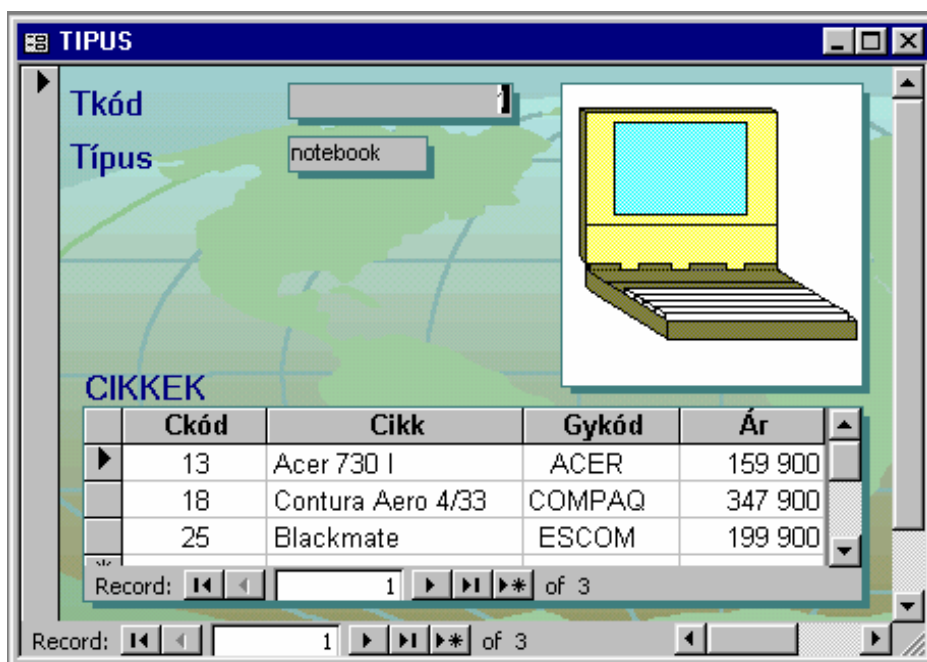 TIPUS
Tkód 1
Típus notebook
CIKKEK
Ckód Cikk Gykód Ár
13 Acer 730 I ACER 159 900
18 Contura Aero 4/33 COMPAQ 347 900
25 Blackmate ESCOM 199 900
Record: 1 of 3
Record: 1 of 3